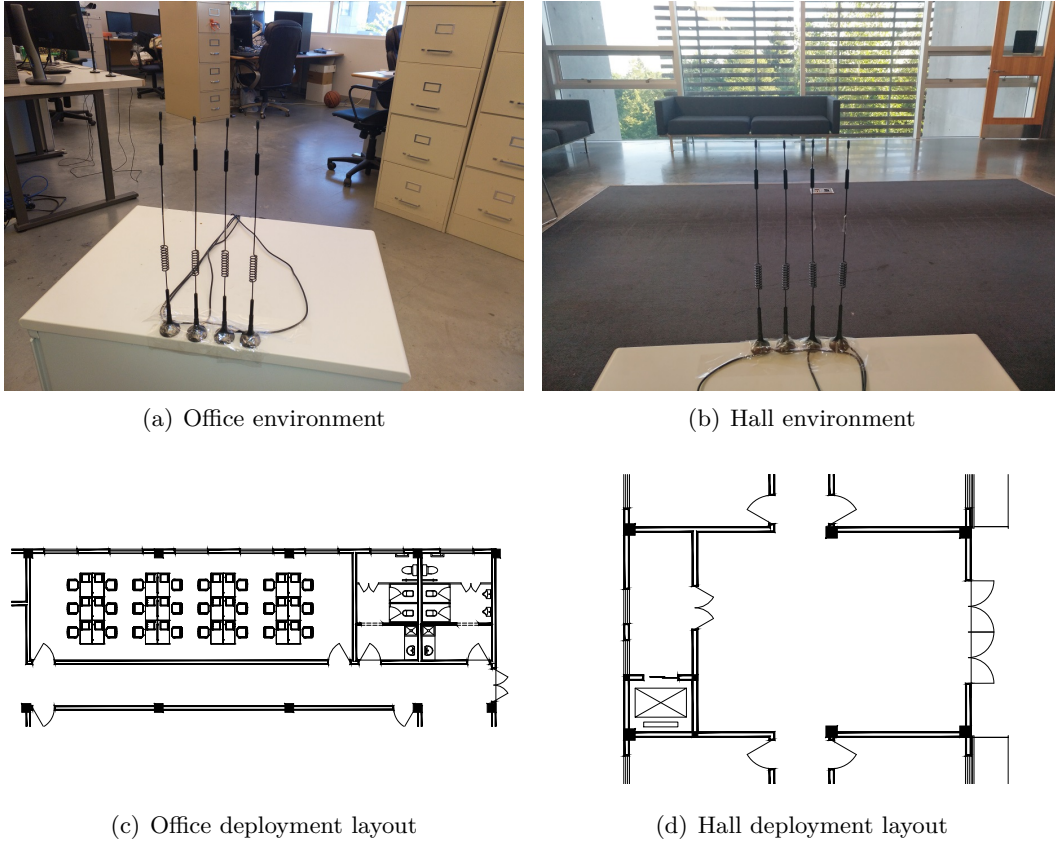 (a) Office environment
(b) Hall environment
(c) Office deployment layout
(d) Hall deployment layout